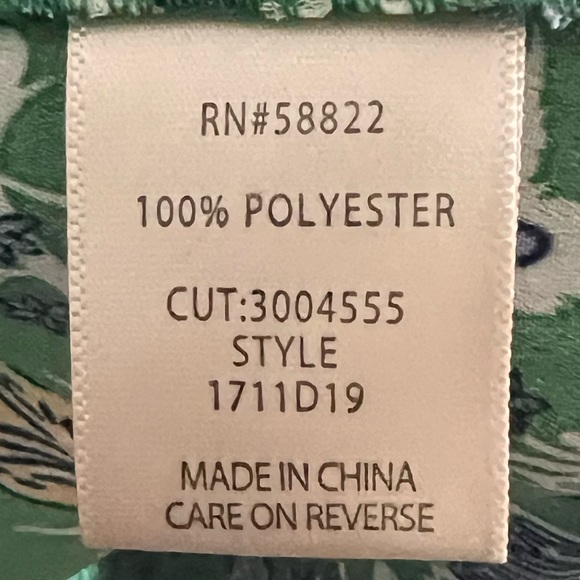 RN#58822
100% POLYESTER
CUT:3004555
STYLE
1711D19
MADE IN CHINA
CARE ON REVERSE